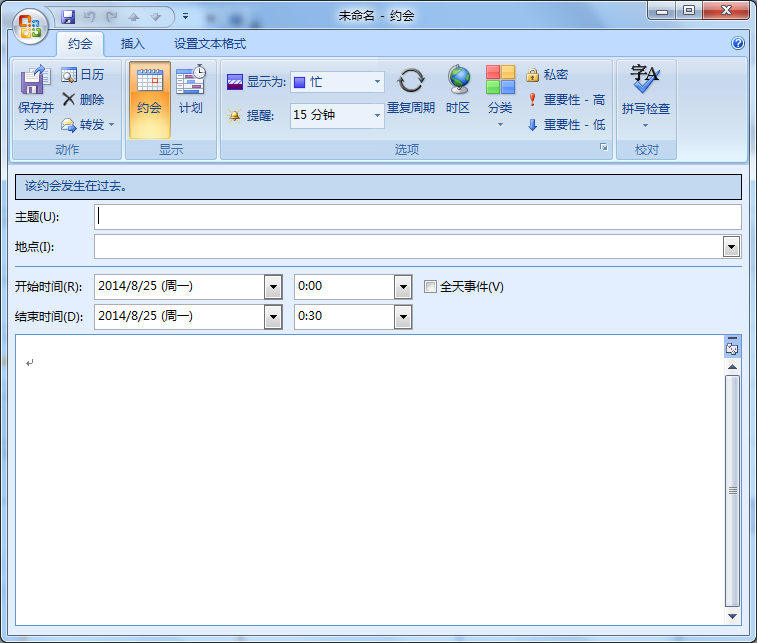 未命名 - 约会
约会 插入 设置文本格式
保存并关闭 日历 删除 转发 约会 计划 显示为: 忙 提醒: 15 分钟 重复周期 时区 分类 私密 重要性 - 高 重要性 - 低 拼写检查
动作 显示 选项 校对
该约会发生在过去。
主题(U):
地点(I):
开始时间(R): 2014/8/25 (周一) 0:00 全天事件(V)
结束时间(D): 2014/8/25 (周一) 0:30